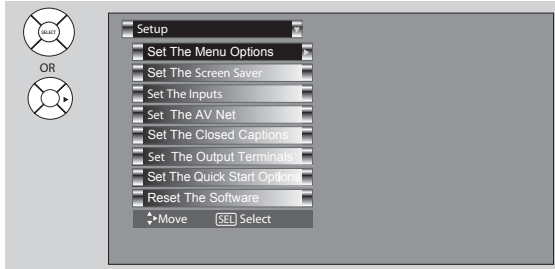 SELECT
OR
Setup
Set The Menu Options
Set The Screen Saver
Set The Inputs
Set The AV Net
Set The Closed Captions
Set The Output Terminals
Set The Quick Start Options
Reset The Software
Move SEL Select